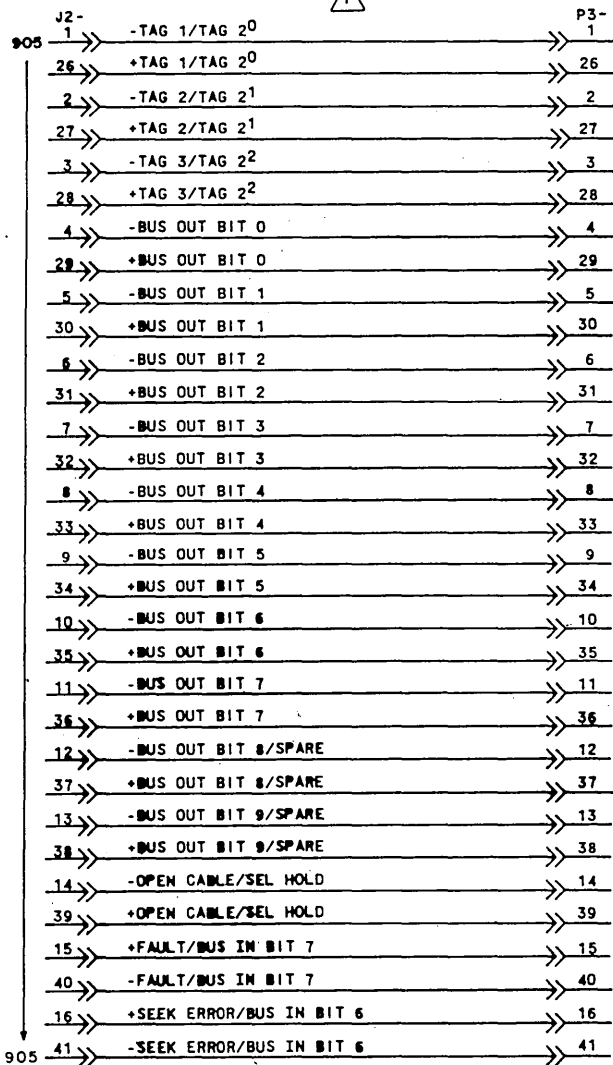 1
J2- P3-
905 1 -TAG 1/TAG 2⁰ 1
26 +TAG 1/TAG 2⁰ 26
2 -TAG 2/TAG 2¹ 2
27 +TAG 2/TAG 2¹ 27
3 -TAG 3/TAG 2² 3
28 +TAG 3/TAG 2² 28
4 -BUS OUT BIT 0 4
29 +BUS OUT BIT 0 29
5 -BUS OUT BIT 1 5
30 +BUS OUT BIT 1 30
6 -BUS OUT BIT 2 6
31 +BUS OUT BIT 2 31
7 -BUS OUT BIT 3 7
32 +BUS OUT BIT 3 32
8 -BUS OUT BIT 4 8
33 +BUS OUT BIT 4 33
9 -BUS OUT BIT 5 9
34 +BUS OUT BIT 5 34
10 -BUS OUT BIT 6 10
35 +BUS OUT BIT 6 35
11 -BUS OUT BIT 7 11
36 +BUS OUT BIT 7 36
12 -BUS OUT BIT 8/SPARE 12
37 +BUS OUT BIT 8/SPARE 37
13 -BUS OUT BIT 9/SPARE 13
38 +BUS OUT BIT 9/SPARE 38
14 -OPEN CABLE/SEL HOLD 14
39 +OPEN CABLE/SEL HOLD 39
15 +FAULT/BUS IN BIT 7 15
40 -FAULT/BUS IN BIT 7 40
16 +SEEK ERROR/BUS IN BIT 6 16
905 41 -SEEK ERROR/BUS IN BIT 6 41